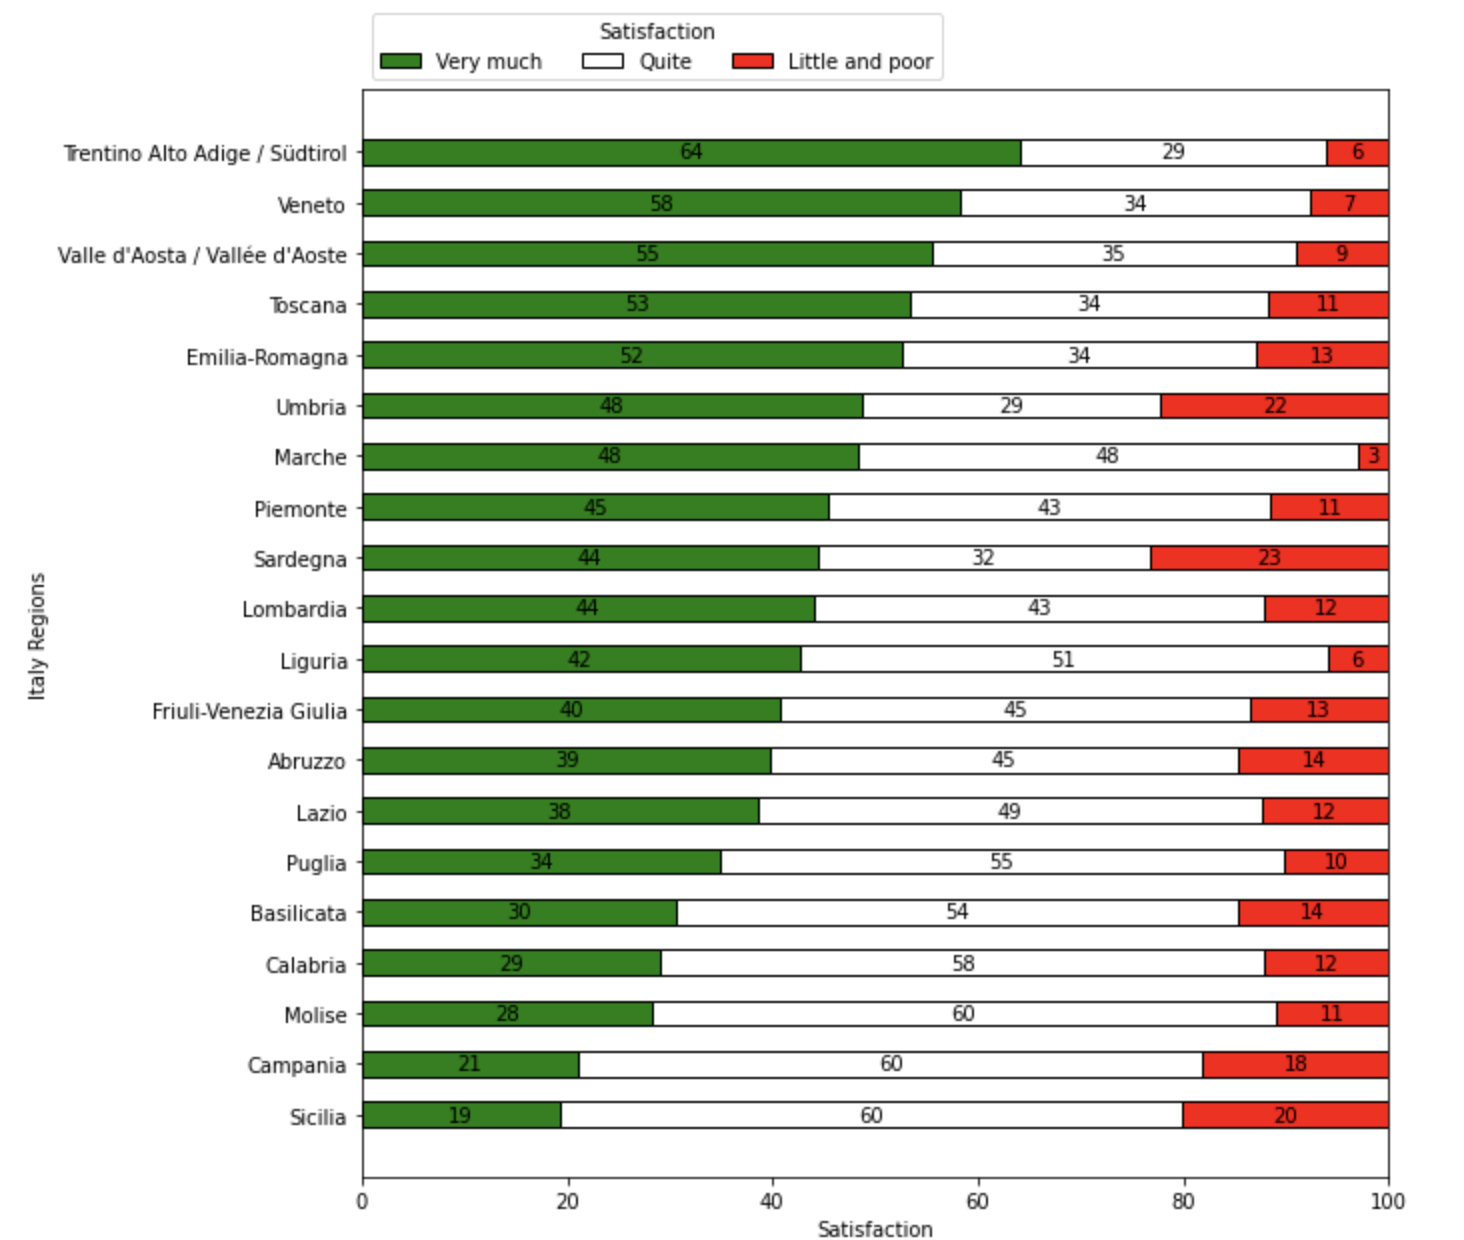 Satisfaction
Very much Quite Little and poor
Trentino Alto Adige / Südtirol 64 29 6
Veneto 58 34 7
Valle d'Aosta / Vallée d'Aoste 55 35 9
Toscana 53 34 11
Emilia-Romagna 52 34 13
Umbria 48 29 22
Marche 48 48 3
Piemonte 45 43 11
Sardegna 44 32 23
Lombardia 44 43 12
Liguria 42 51 6
Friuli-Venezia Giulia 40 45 13
Abruzzo 39 45 14
Lazio 38 49 12
Puglia 34 55 10
Basilicata 30 54 14
Calabria 29 58 12
Molise 28 60 11
Campania 21 60 18
Sicilia 19 60 20
Italy Regions
0 20 40 60 80 100
Satisfaction